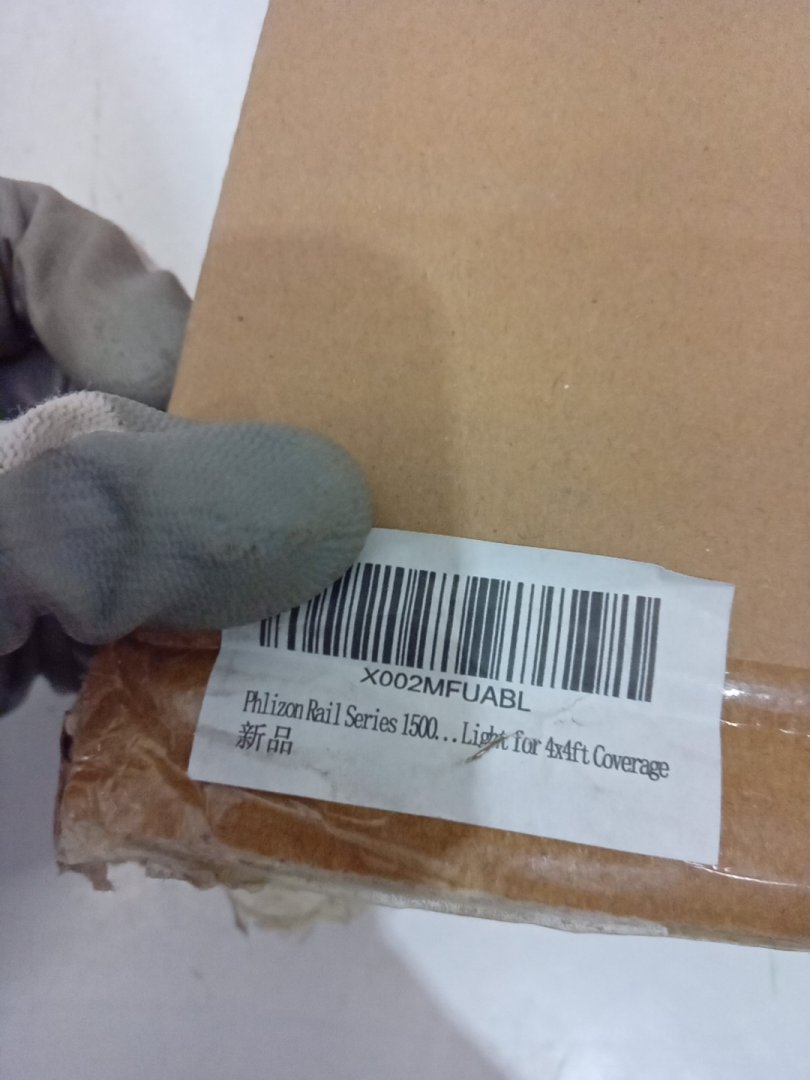 X002MFUABL
Phlizon Rail Series 1500...Light for 4x4ft Coverage
新品